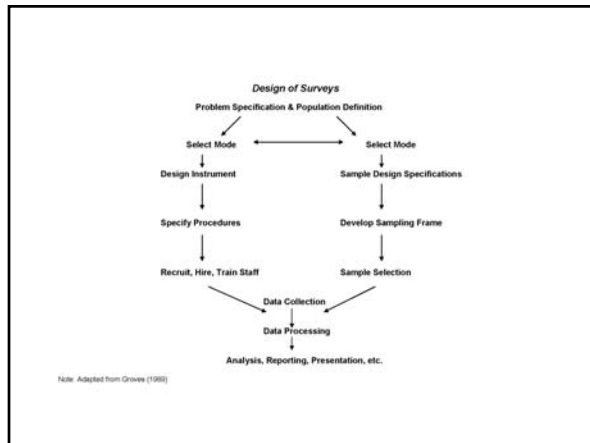 Design of Surveys
Problem Specification & Population Definition
Select Mode Select Mode
Design Instrument Sample Design Specifications
Specify Procedures Develop Sampling Frame
Recruit, Hire, Train Staff Sample Selection
Data Collection
Data Processing
Analysis, Reporting, Presentation, etc.
Note: Adapted from Groves (1989)